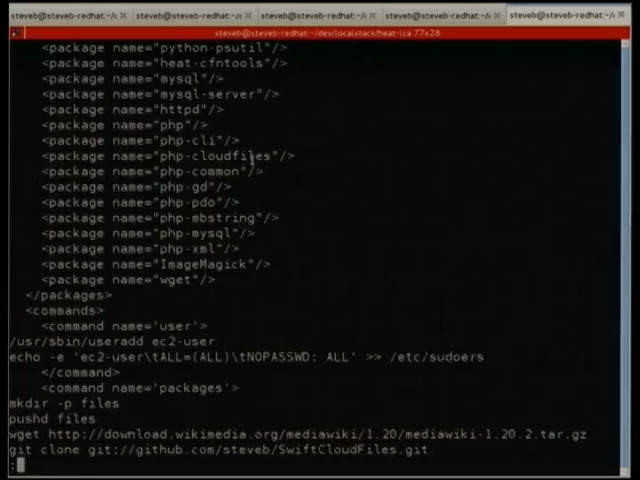 steveb@steveb-redhat:~/c steveb@steveb-redhat:~/c steveb@steveb-redhat:~/c steveb@steveb-redhat:~/c steveb@steveb-redhat:~/c
steveb@steveb-redhat:~/dev/localstack/heat-lca 77x28
<package name="python-psutil"/>
<package name="heat-cfntools"/>
<package name="mysql"/>
<package name="mysql-server"/>
<package name="httpd"/>
<package name="php"/>
<package name="php-cli"/>
<package name="php-cloudfiles"/>
<package name="php-common"/>
<package name="php-gd"/>
<package name="php-pdo"/>
<package name="php-mbstring"/>
<package name="php-mysql"/>
<package name="php-xml"/>
<package name="ImageMagick"/>
<package name="wget"/>
</packages>
<commands>
<command name='user'>
/usr/sbin/useradd ec2-user
echo -e 'ec2-user\tALL=(ALL)\tNOPASSWD: ALL' >> /etc/sudoers
</command>
<command name='packages'>
mkdir -p files
pushd files
wget http://download.wikimedia.org/mediawiki/1.20/mediawiki-1.20.2.tar.gz
git clone git://github.com/steveb/SwiftCloudFiles.git
: